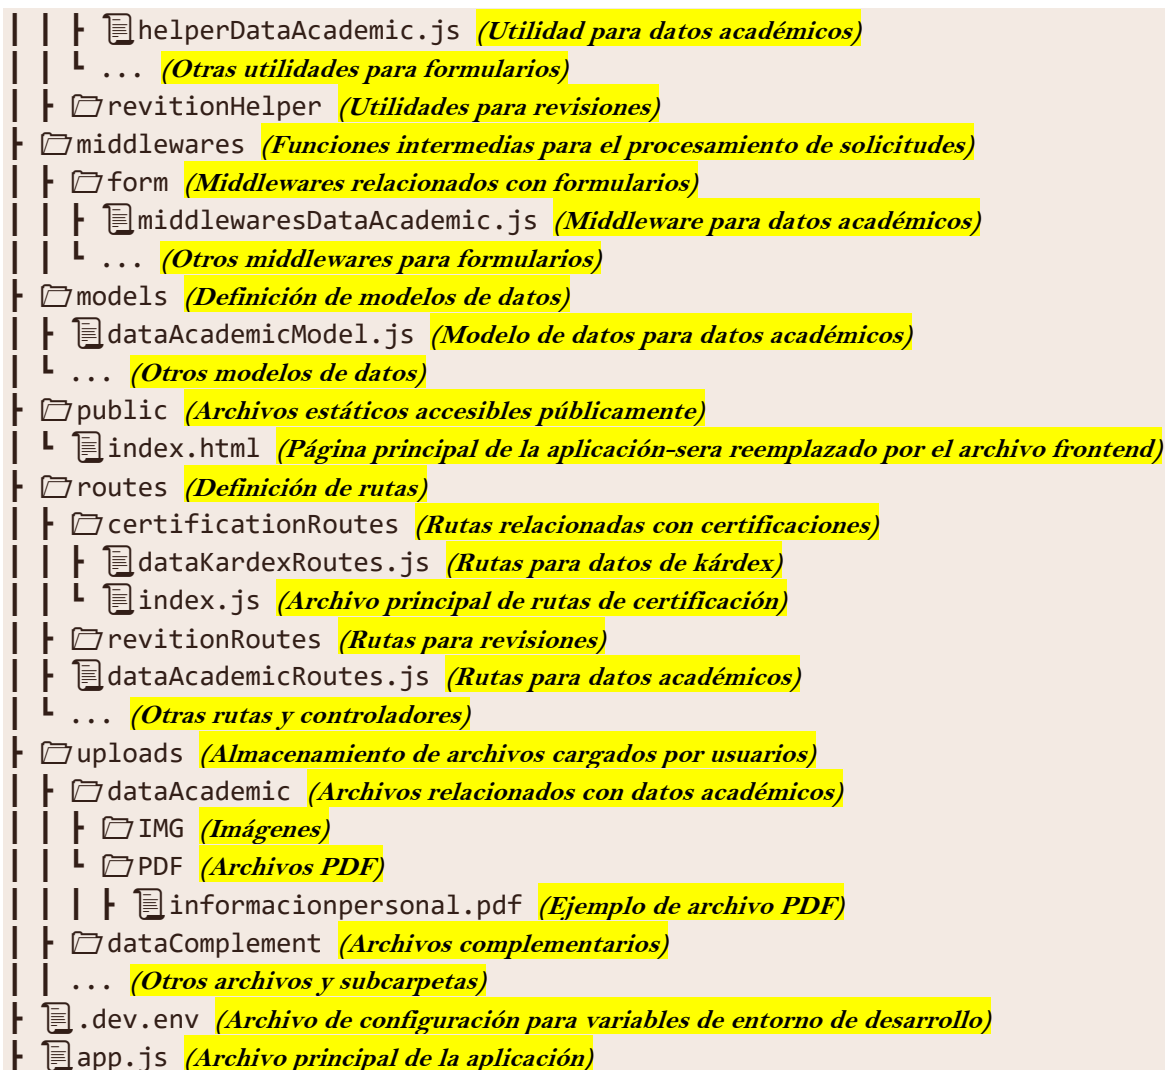 ┃ ┃ ┣ 📜helperDataAcademic.js (Utilidad para datos académicos)
┃ ┃ ┗ ... (Otras utilidades para formularios)
┃ ┣ 🗁revitionHelper (Utilidades para revisiones)
┣ 🗁middlewares (Funciones intermedias para el procesamiento de solicitudes)
┃ ┣ 🗁form (Middlewares relacionados con formularios)
┃ ┃ ┣ 📜middlewaresDataAcademic.js (Middleware para datos académicos)
┃ ┃ ┗ ... (Otros middlewares para formularios)
┣ 🗁models (Definición de modelos de datos)
┃ ┣ 📜dataAcademicModel.js (Modelo de datos para datos académicos)
┃ ┗ ... (Otros modelos de datos)
┣ 🗁public (Archivos estáticos accesibles públicamente)
┃ ┗ 📜index.html (Página principal de la aplicación-sera reemplazado por el archivo frontend)
┣ 🗁routes (Definición de rutas)
┃ ┣ 🗁certificationRoutes (Rutas relacionadas con certificaciones)
┃ ┃ ┣ 📜dataKardexRoutes.js (Rutas para datos de kárdex)
┃ ┃ ┗ 📜index.js (Archivo principal de rutas de certificación)
┃ ┣ 🗁revitionRoutes (Rutas para revisiones)
┃ ┣ 📜dataAcademicRoutes.js (Rutas para datos académicos)
┃ ┗ ... (Otras rutas y controladores)
┣ 🗁uploads (Almacenamiento de archivos cargados por usuarios)
┃ ┣ 🗁dataAcademic (Archivos relacionados con datos académicos)
┃ ┃ ┣ 🗁IMG (Imágenes)
┃ ┃ ┗ 🗁PDF (Archivos PDF)
┃ ┃ ┃ ┣ 📜informacionpersonal.pdf (Ejemplo de archivo PDF)
┃ ┣ 🗁dataComplement (Archivos complementarios)
┃ ┃ ... (Otros archivos y subcarpetas)
┣ 📜.dev.env (Archivo de configuración para variables de entorno de desarrollo)
┣ 📜app.js (Archivo principal de la aplicación)